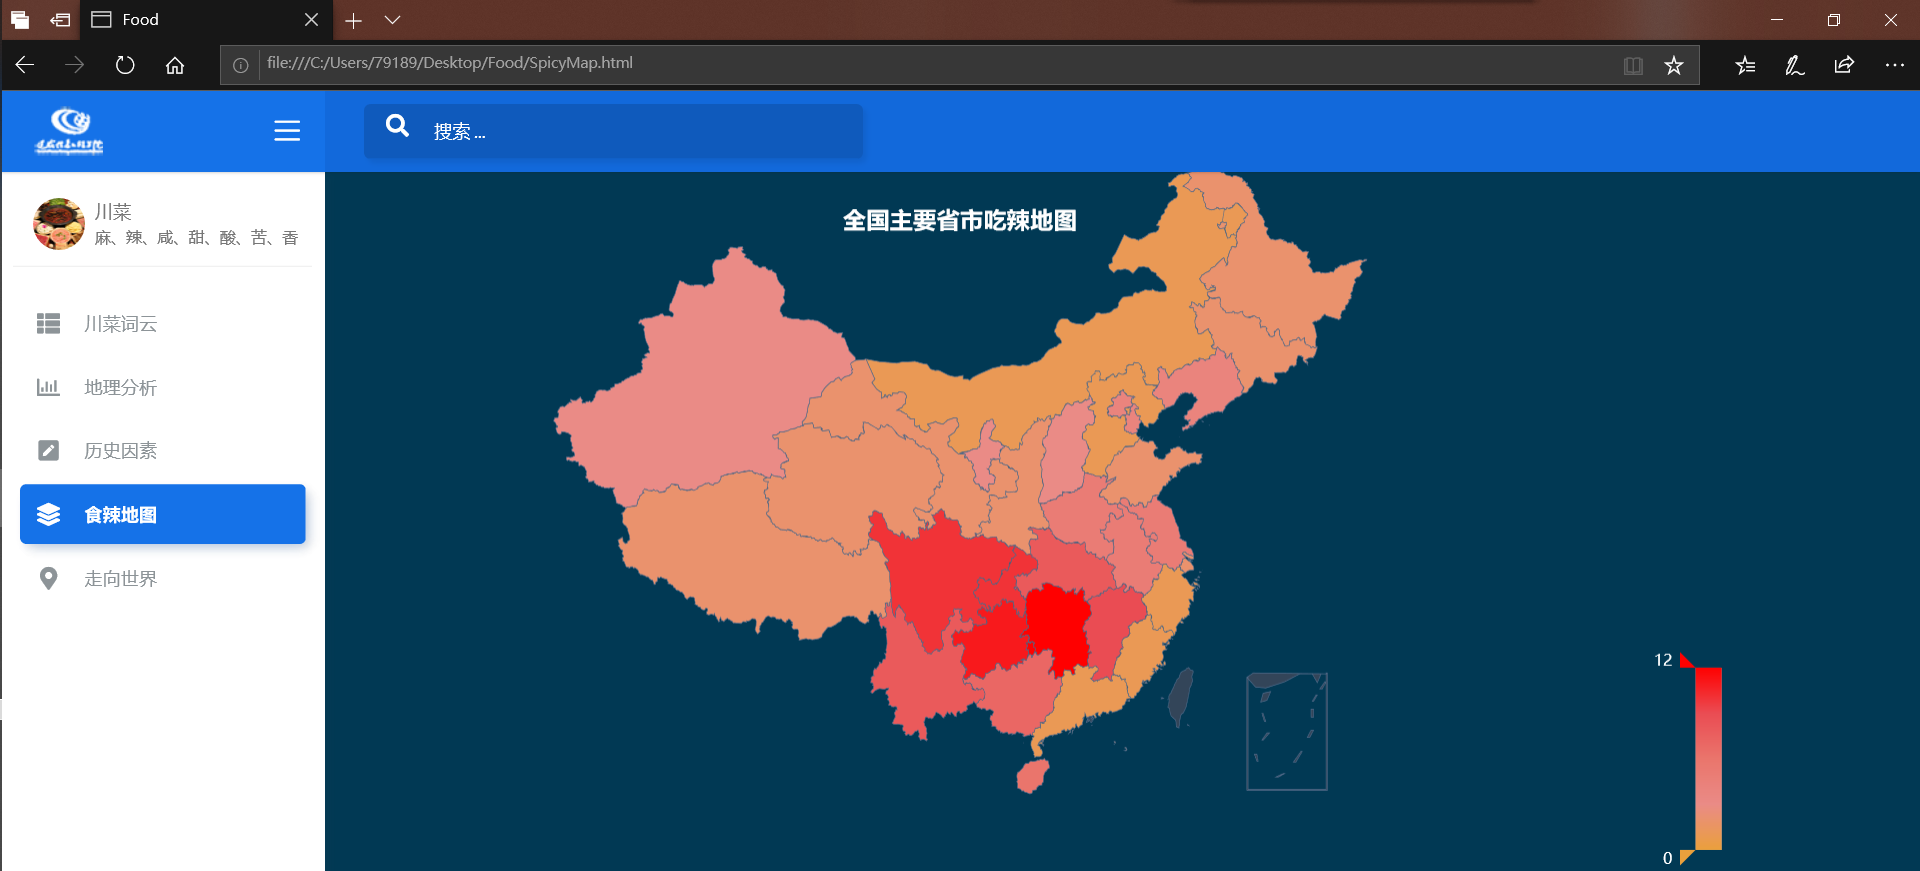 Food
file:///C:/Users/79189/Desktop/Food/SpicyMap.html
搜索 ...
川菜
麻、辣、咸、甜、酸、苦、香
川菜词云
地理分析
历史因素
食辣地图
走向世界
全国主要省市吃辣地图
12
0